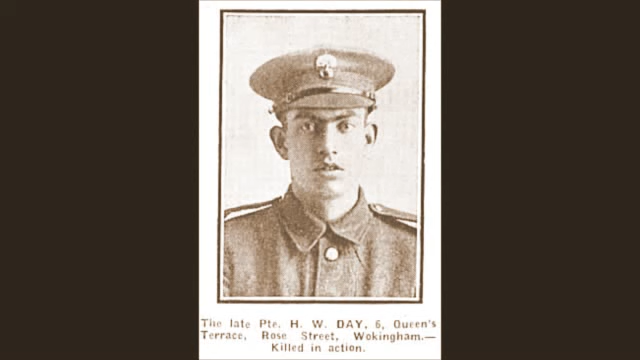 The late Pte. H. W. DAY, 6, Queen's
Terrace, Rose Street, Wokingham.—
Killed in action.